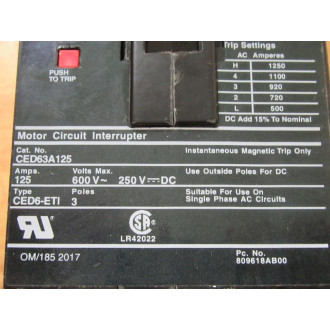 PUSH
TO TRIP
Trip Settings
AC Amperes
H 1250
4 1100
3 920
2 720
L 500
DC Add 15% To Nominal
Motor Circuit Interrupter
Cat. No.
CED63A125
Instantaneous Magnetic Trip Only
Amps. Volts Max.
125 600 V~ 250 V⎓DC
Use Outside Poles For DC
Type Poles
CED6-ETI 3
Suitable For Use On
Single Phase AC Circuits
SA
LR42022
OM/185 2017
Pc. No.
809618AB00